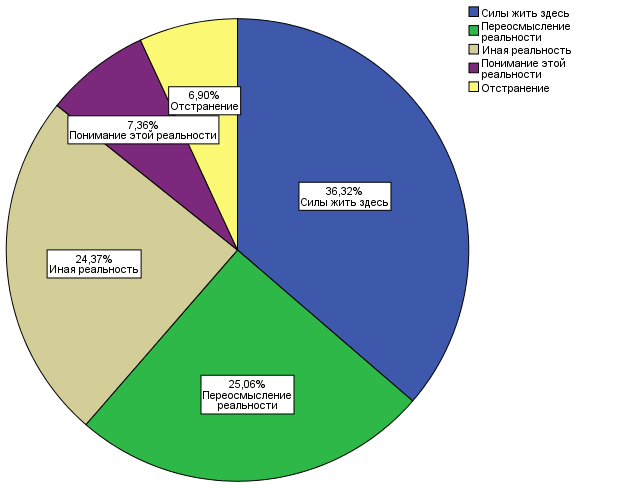 Силы жить здесь
Переосмысление
реальности
Иная реальность
Понимание этой
реальности
Отстранение
6,90%
Отстранение
7,36%
Понимание этой реальности
36,32%
Силы жить здесь
24,37%
Иная реальность
25,06%
Переосмысление
реальности